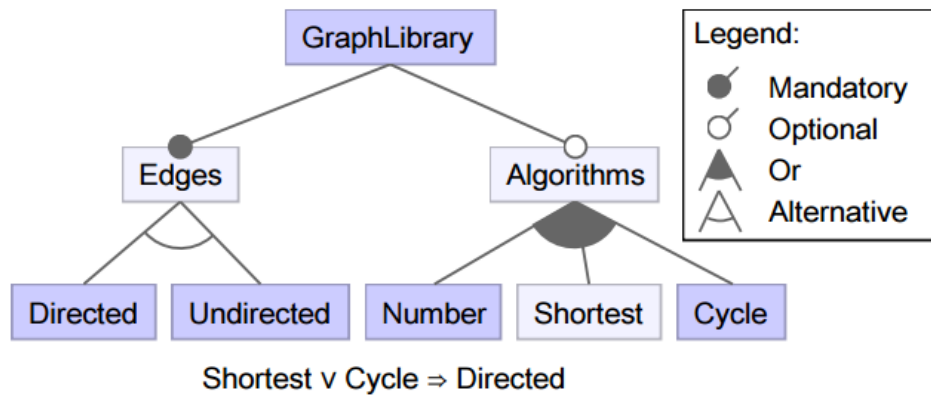 GraphLibrary
Legend:
Mandatory
Optional
Or
Alternative
Edges
Algorithms
Directed
Undirected
Number
Shortest
Cycle
Shortest ∨ Cycle ⇒ Directed